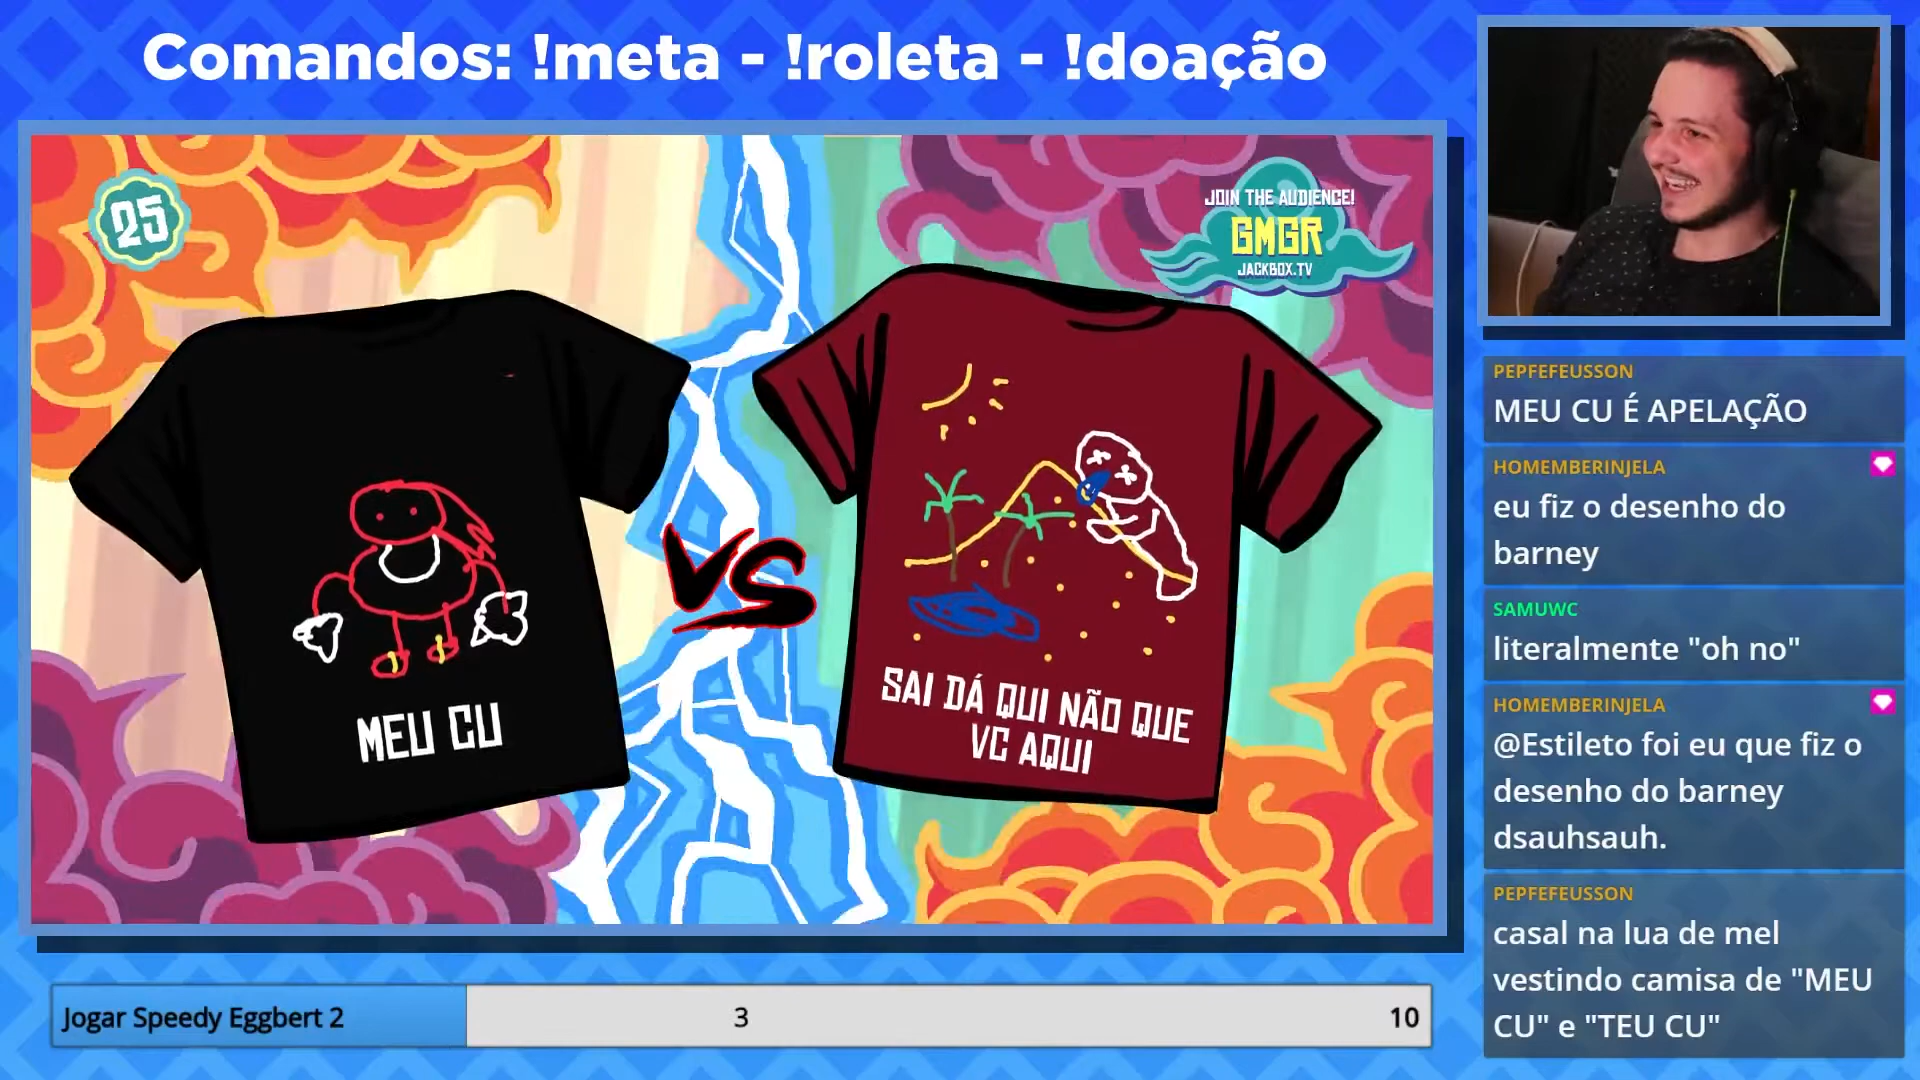 Comandos: !meta - !roleta - !doação
25
JOIN THE AUDIENCE!
GMGR
JACKBOX.TV
MEU CU
VS
SAI DÁ QUI NÃO QUE
VC AQUI
Jogar Speedy Eggbert 2
3
10
PEPFEFEUSSON
MEU CU É APELAÇÃO
HOMEMBERINJELA
eu fiz o desenho do
barney
SAMUWC
literalmente "oh no"
HOMEMBERINJELA
@Estileto foi eu que fiz o
desenho do barney
dsauhsauh.
PEPFEFEUSSON
casal na lua de mel
vestindo camisa de "MEU
CU" e "TEU CU"